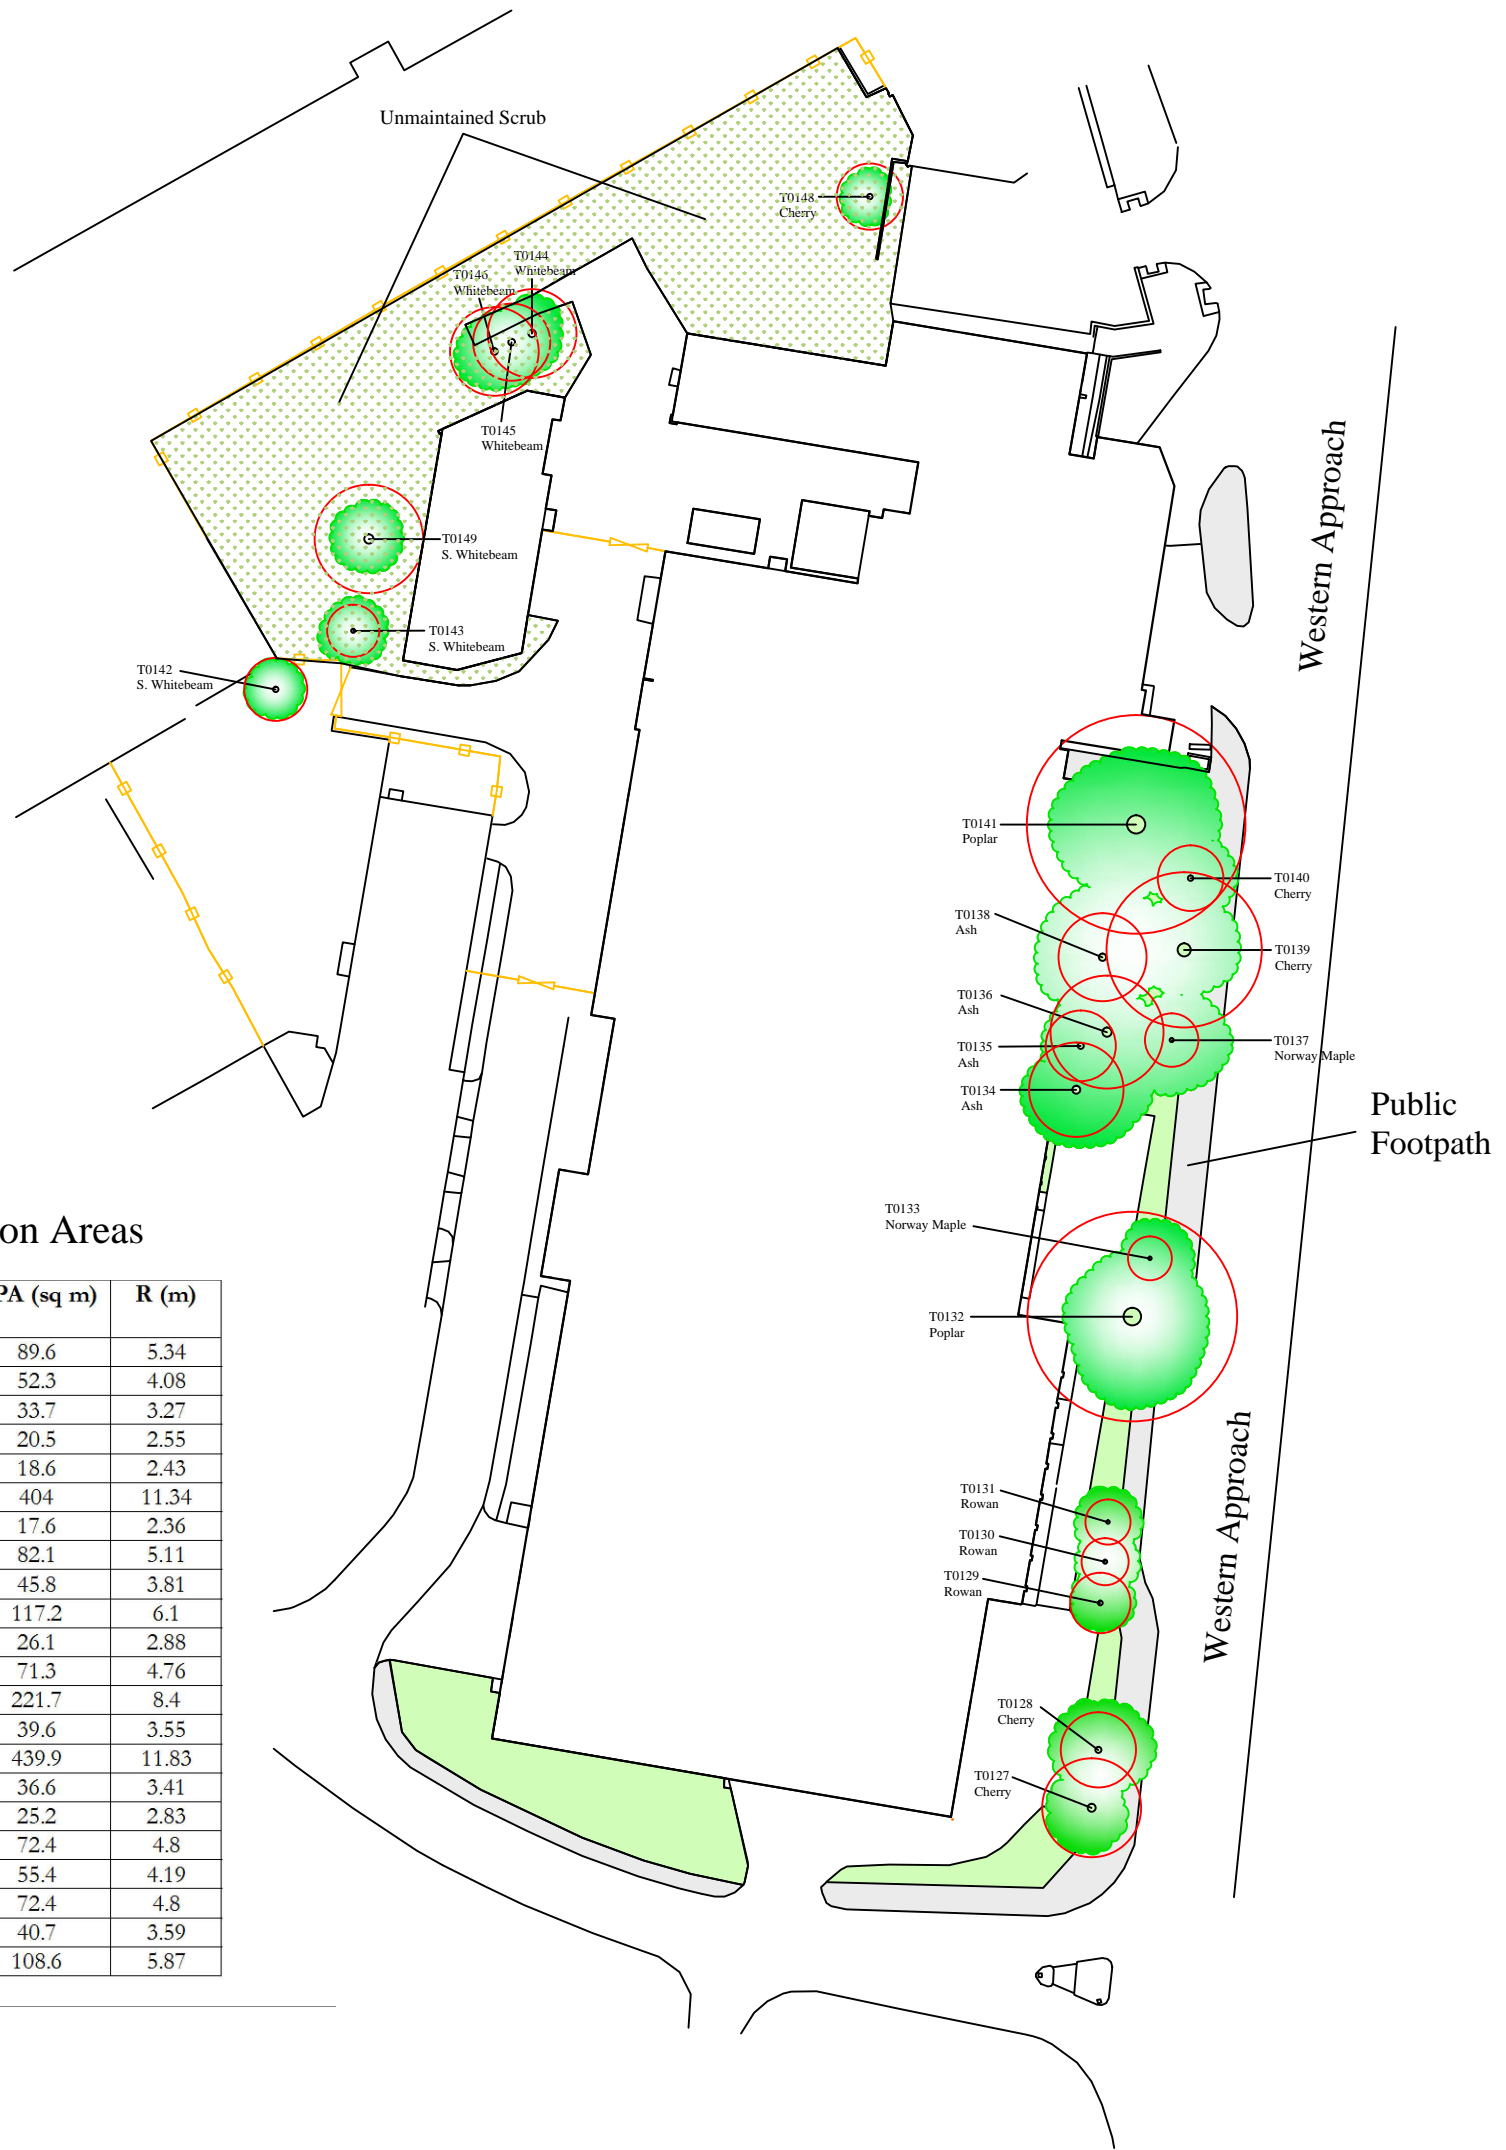 Unmaintained Scrub
T0148
Cherry
T0144
Whitebeam
T0146
Whitebeam
T0145
Whitebeam
T0149
S. Whitebeam
T0143
S. Whitebeam
T0142
S. Whitebeam
Western Approach
T0141
Poplar
T0140
Cherry
T0138
Ash
T0139
Cherry
T0136
Ash
T0135
Ash
T0137
Norway Maple
T0134
Ash
Public
Footpath
T0133
Norway Maple
T0132
Poplar
Western Approach
T0131
Rowan
T0130
Rowan
T0129
Rowan
T0128
Cherry
T0127
Cherry
on Areas
PA (sq m) R (m)
89.6 5.34
52.3 4.08
33.7 3.27
20.5 2.55
18.6 2.43
404 11.34
17.6 2.36
82.1 5.11
45.8 3.81
117.2 6.1
26.1 2.88
71.3 4.76
221.7 8.4
39.6 3.55
439.9 11.83
36.6 3.41
25.2 2.83
72.4 4.8
55.4 4.19
72.4 4.8
40.7 3.59
108.6 5.87